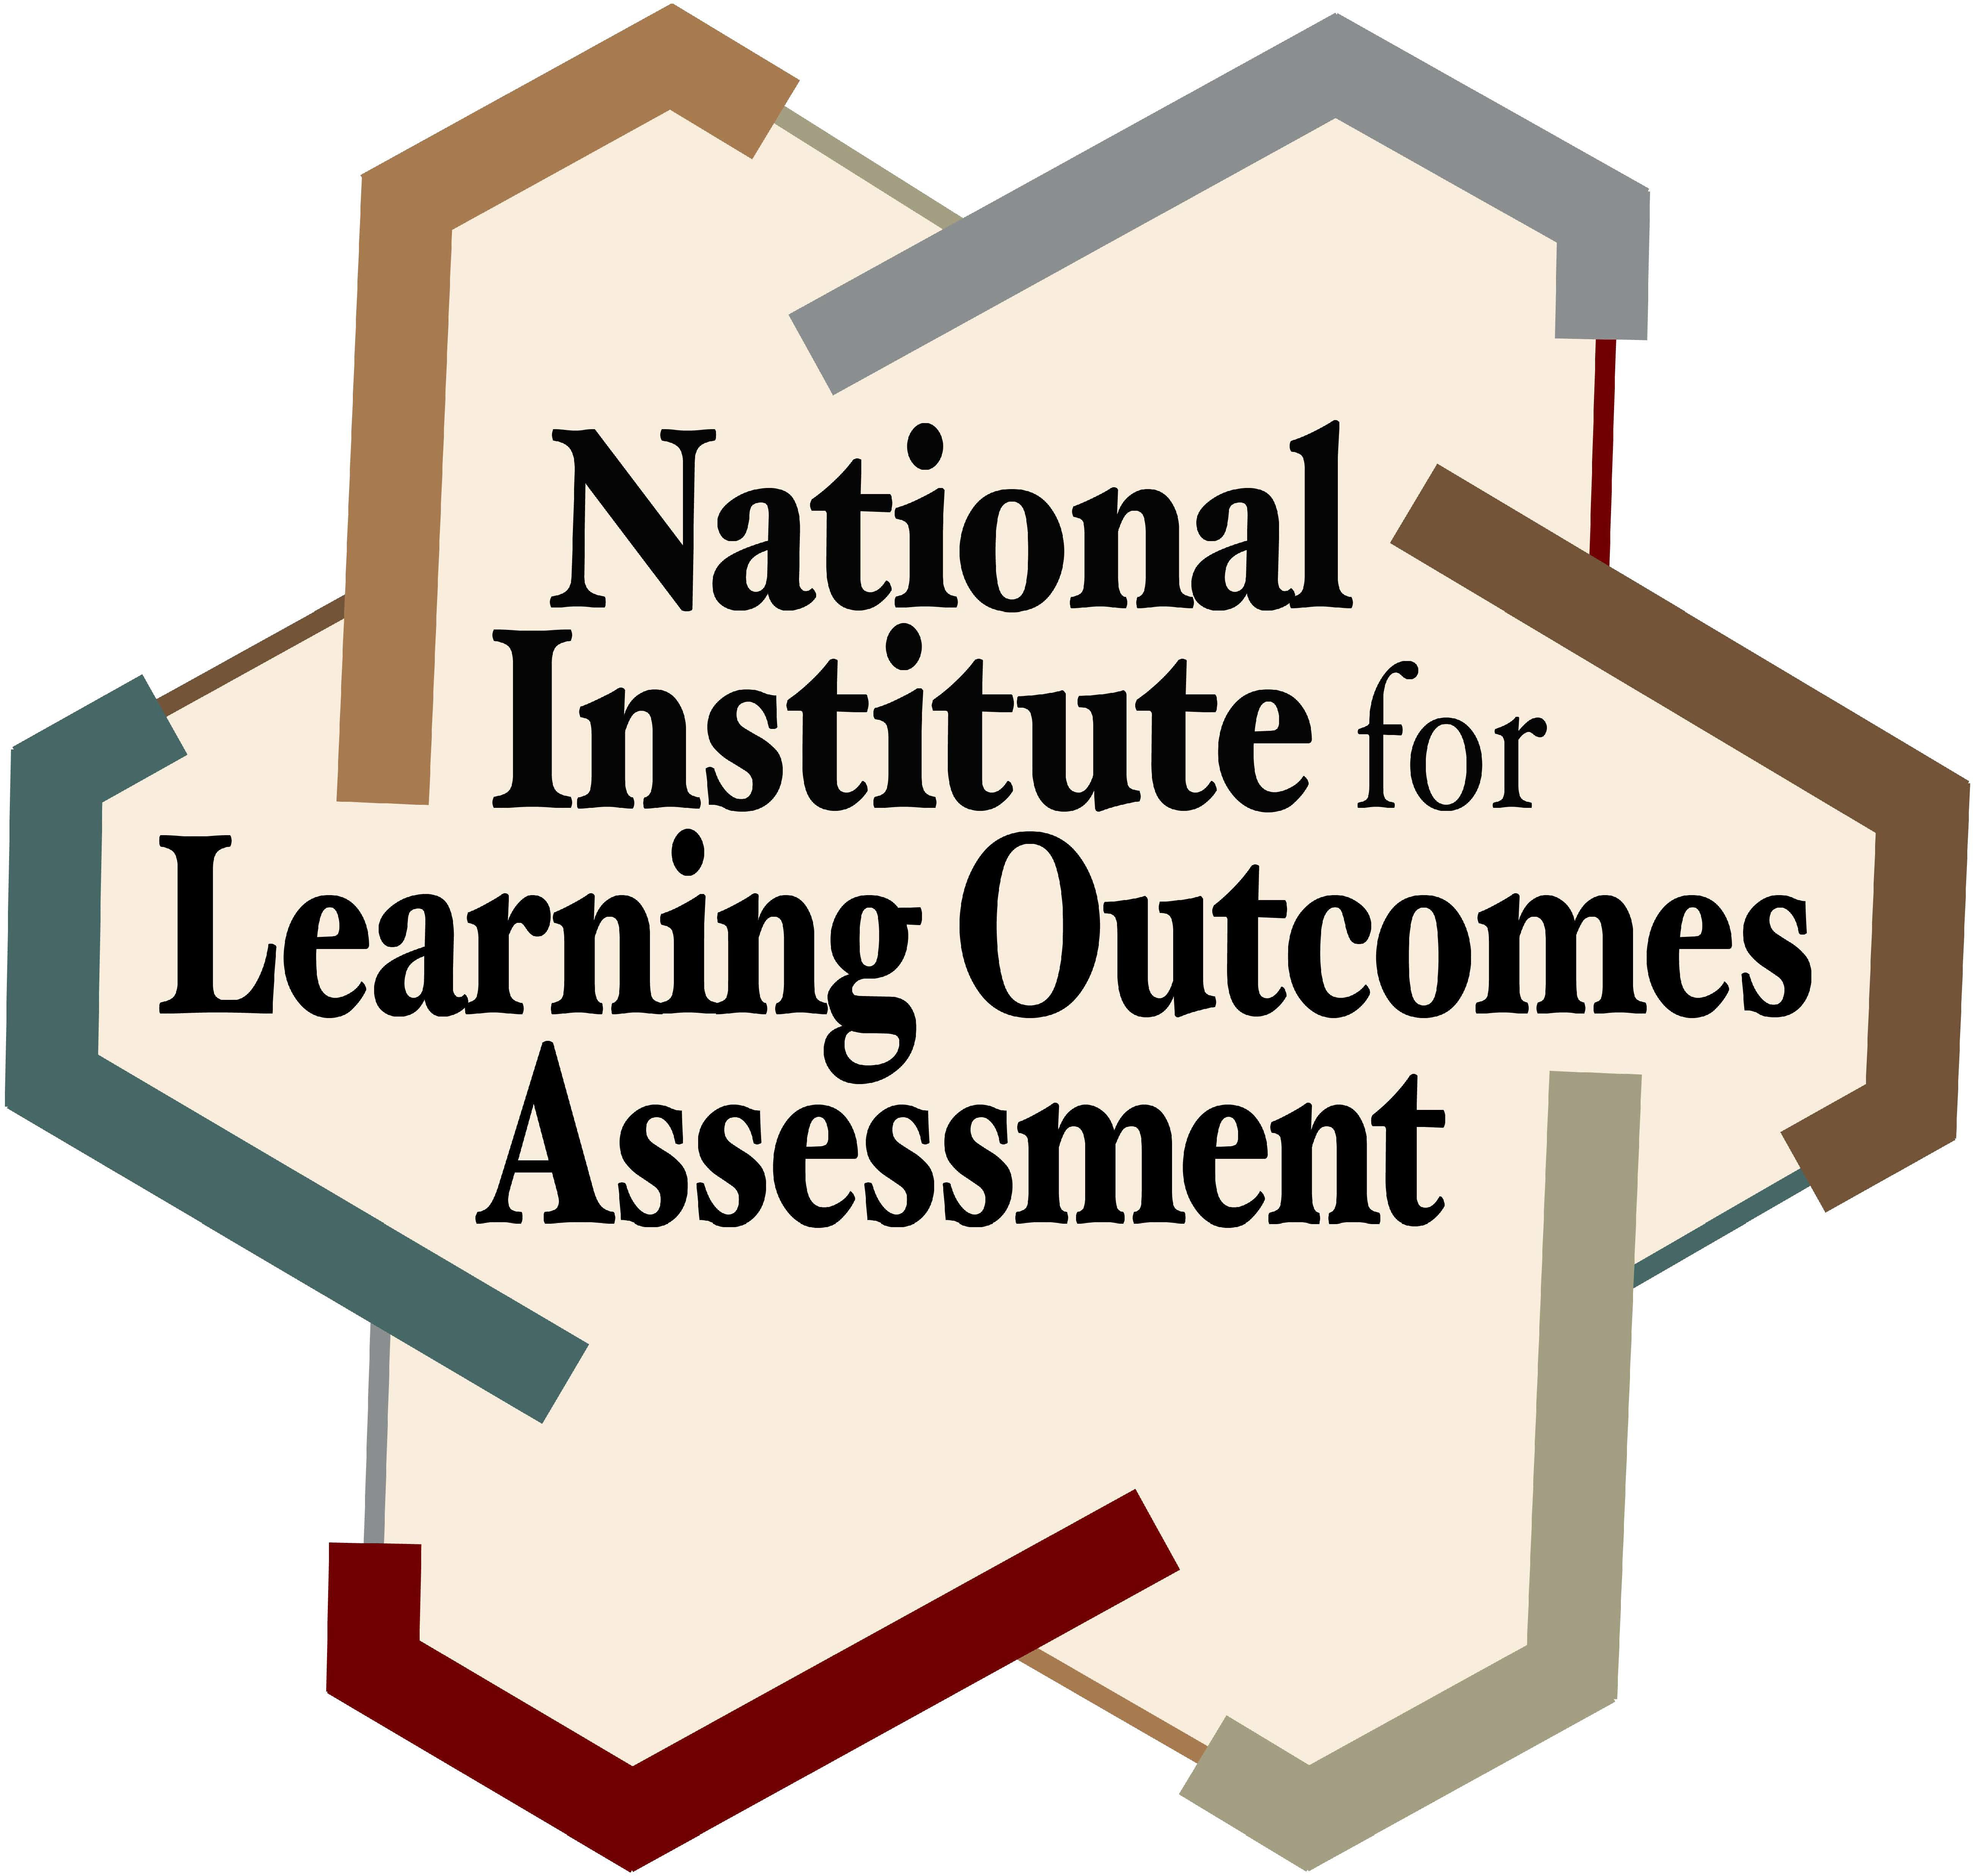 National
Institute for
Learning Outcomes
Assessment